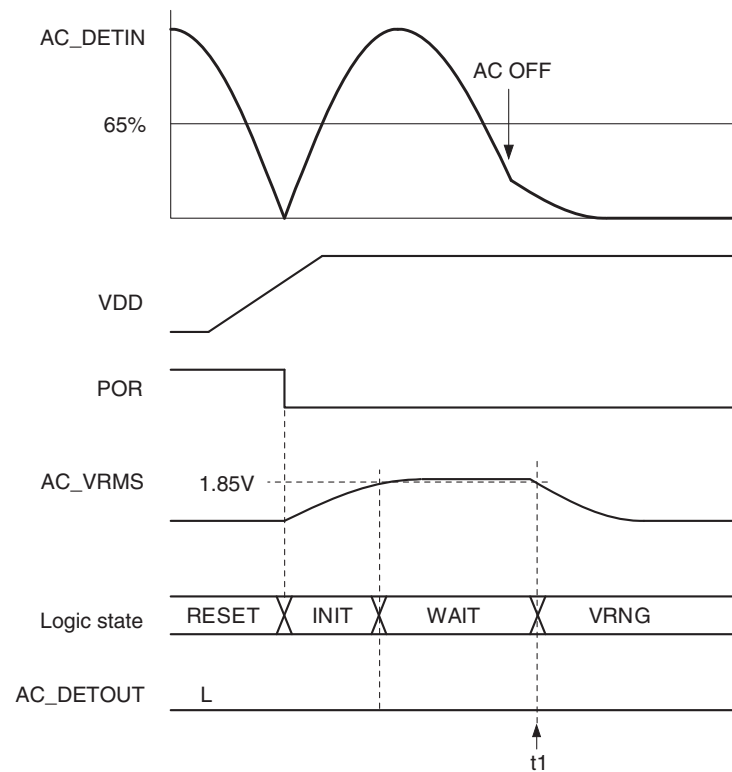 AC_DETIN
AC OFF
65%
VDD
POR
AC_VRMS
1.85V
Logic state
RESET
INIT
WAIT
VRNG
AC_DETOUT
L
t1